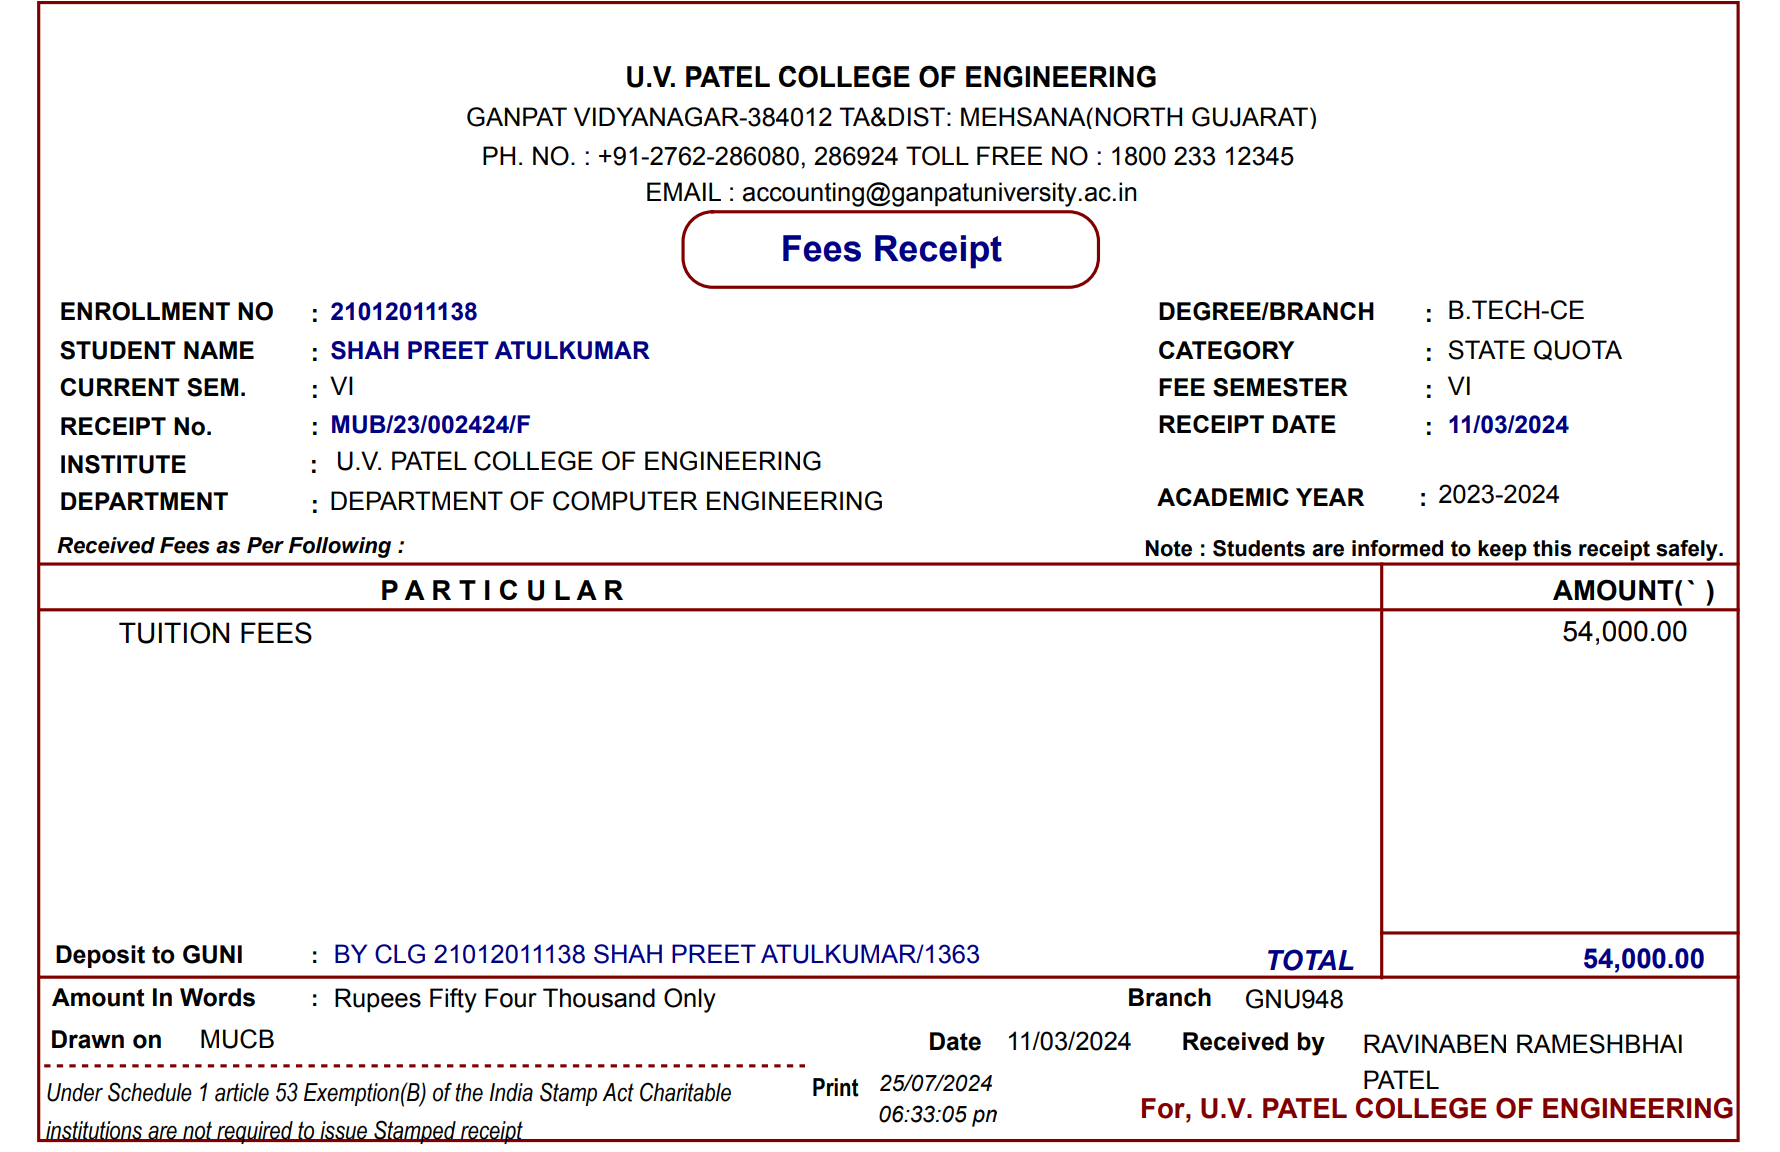 U.V. PATEL COLLEGE OF ENGINEERING
GANPAT VIDYANAGAR-384012 TA&DIST: MEHSANA(NORTH GUJARAT)
PH. NO. : +91-2762-286080, 286924 TOLL FREE NO : 1800 233 12345
EMAIL : accounting@ganpatuniversity.ac.in
Fees Receipt
ENROLLMENT NO : 21012011138 DEGREE/BRANCH : B.TECH-CE
STUDENT NAME : SHAH PREET ATULKUMAR CATEGORY : STATE QUOTA
CURRENT SEM. : VI FEE SEMESTER : VI
RECEIPT No. : MUB/23/002424/F RECEIPT DATE : 11/03/2024
INSTITUTE : U.V. PATEL COLLEGE OF ENGINEERING
DEPARTMENT : DEPARTMENT OF COMPUTER ENGINEERING ACADEMIC YEAR : 2023-2024
Received Fees as Per Following : Note : Students are informed to keep this receipt safely.
PARTICULAR AMOUNT(` )
TUITION FEES 54,000.00
Deposit to GUNI : BY CLG 21012011138 SHAH PREET ATULKUMAR/1363 TOTAL 54,000.00
Amount In Words : Rupees Fifty Four Thousand Only Branch GNU948
Drawn on MUCB Date 11/03/2024 Received by RAVINABEN RAMESHBHAI
PATEL
Under Schedule 1 article 53 Exemption(B) of the India Stamp Act Charitable Print 25/07/2024
institutions are not required to issue Stamped receipt 06:33:05 pn
For, U.V. PATEL COLLEGE OF ENGINEERING